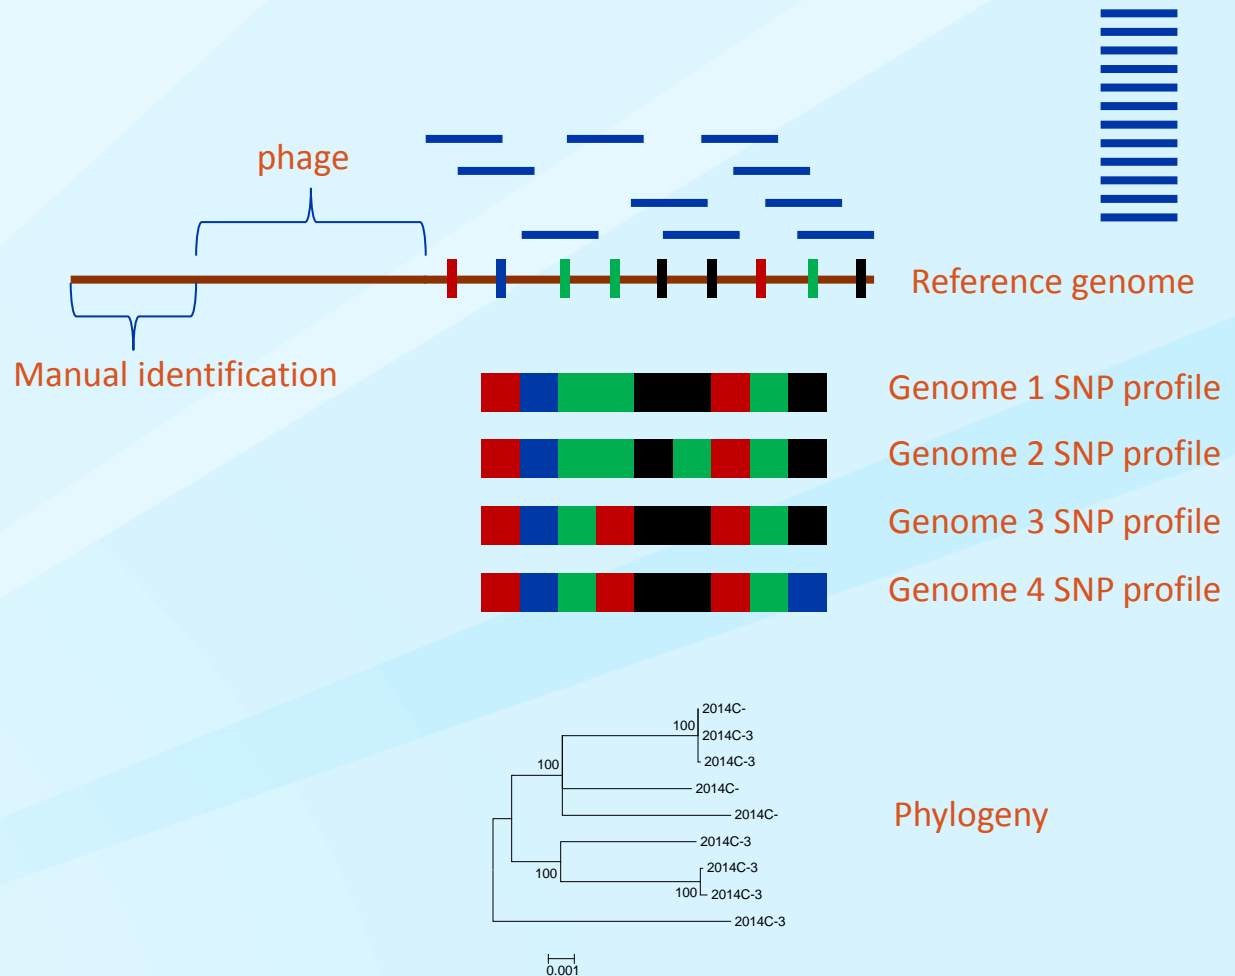 phage
Reference genome
Manual identification
Genome 1 SNP profile
Genome 2 SNP profile
Genome 3 SNP profile
Genome 4 SNP profile
2014C-
100
2014C-3
2014C-3
100
2014C-
2014C-
Phylogeny
2014C-3
2014C-3
100
100
2014C-3
2014C-3
0.001